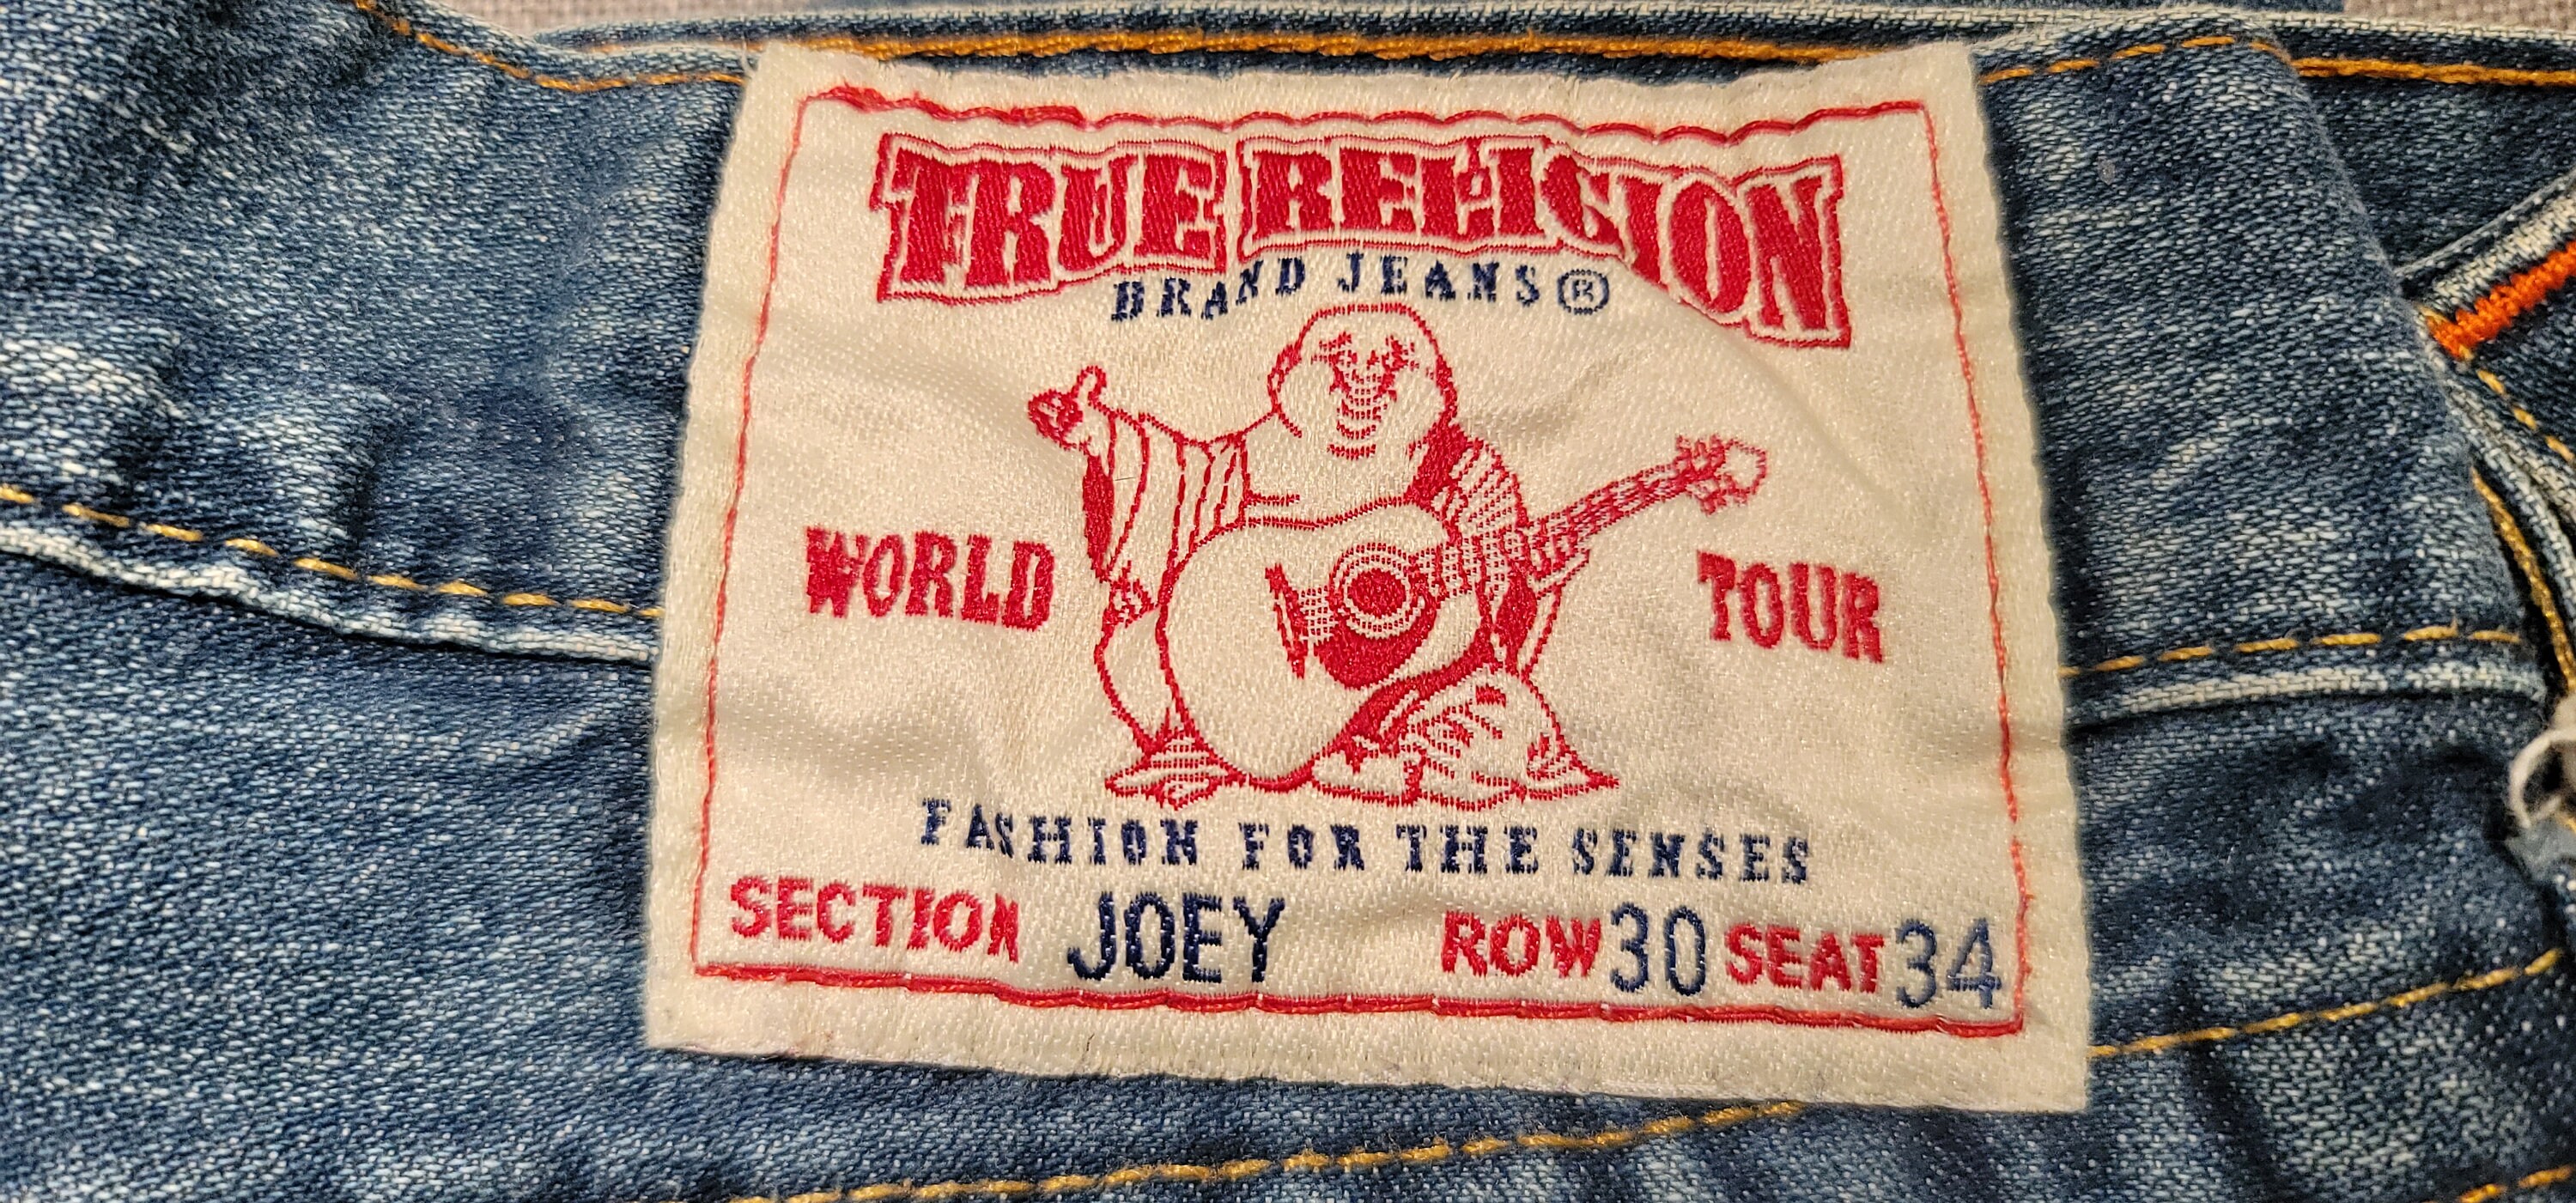 TRUE RELIGION
BRAND JEANS®
WORLD TOUR
FASHION FOR THE SENSES
SECTION JOEY ROW 30 SEAT 34